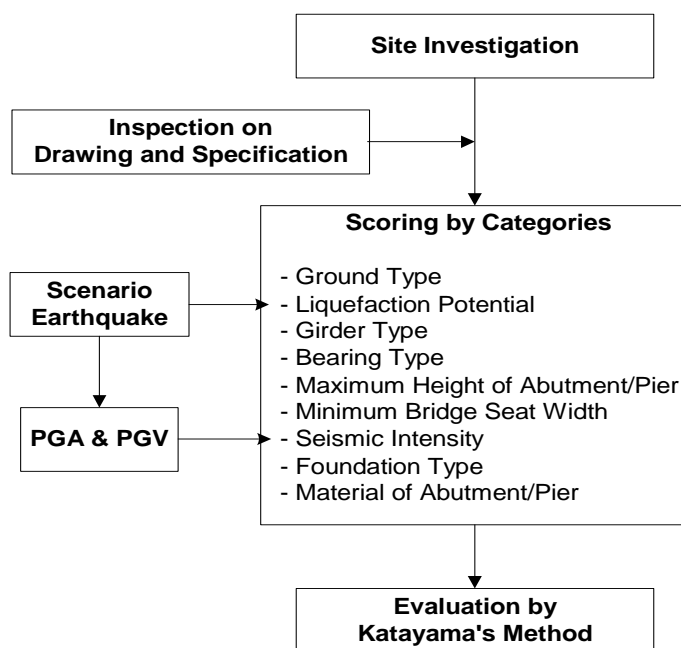 Site Investigation
Inspection on
Drawing and Specification
Scoring by Categories
- Ground Type
- Liquefaction Potential
- Girder Type
- Bearing Type
- Maximum Height of Abutment/Pier
- Minimum Bridge Seat Width
- Seismic Intensity
- Foundation Type
- Material of Abutment/Pier
Scenario
Earthquake
PGA & PGV
Evaluation by
Katayama's Method